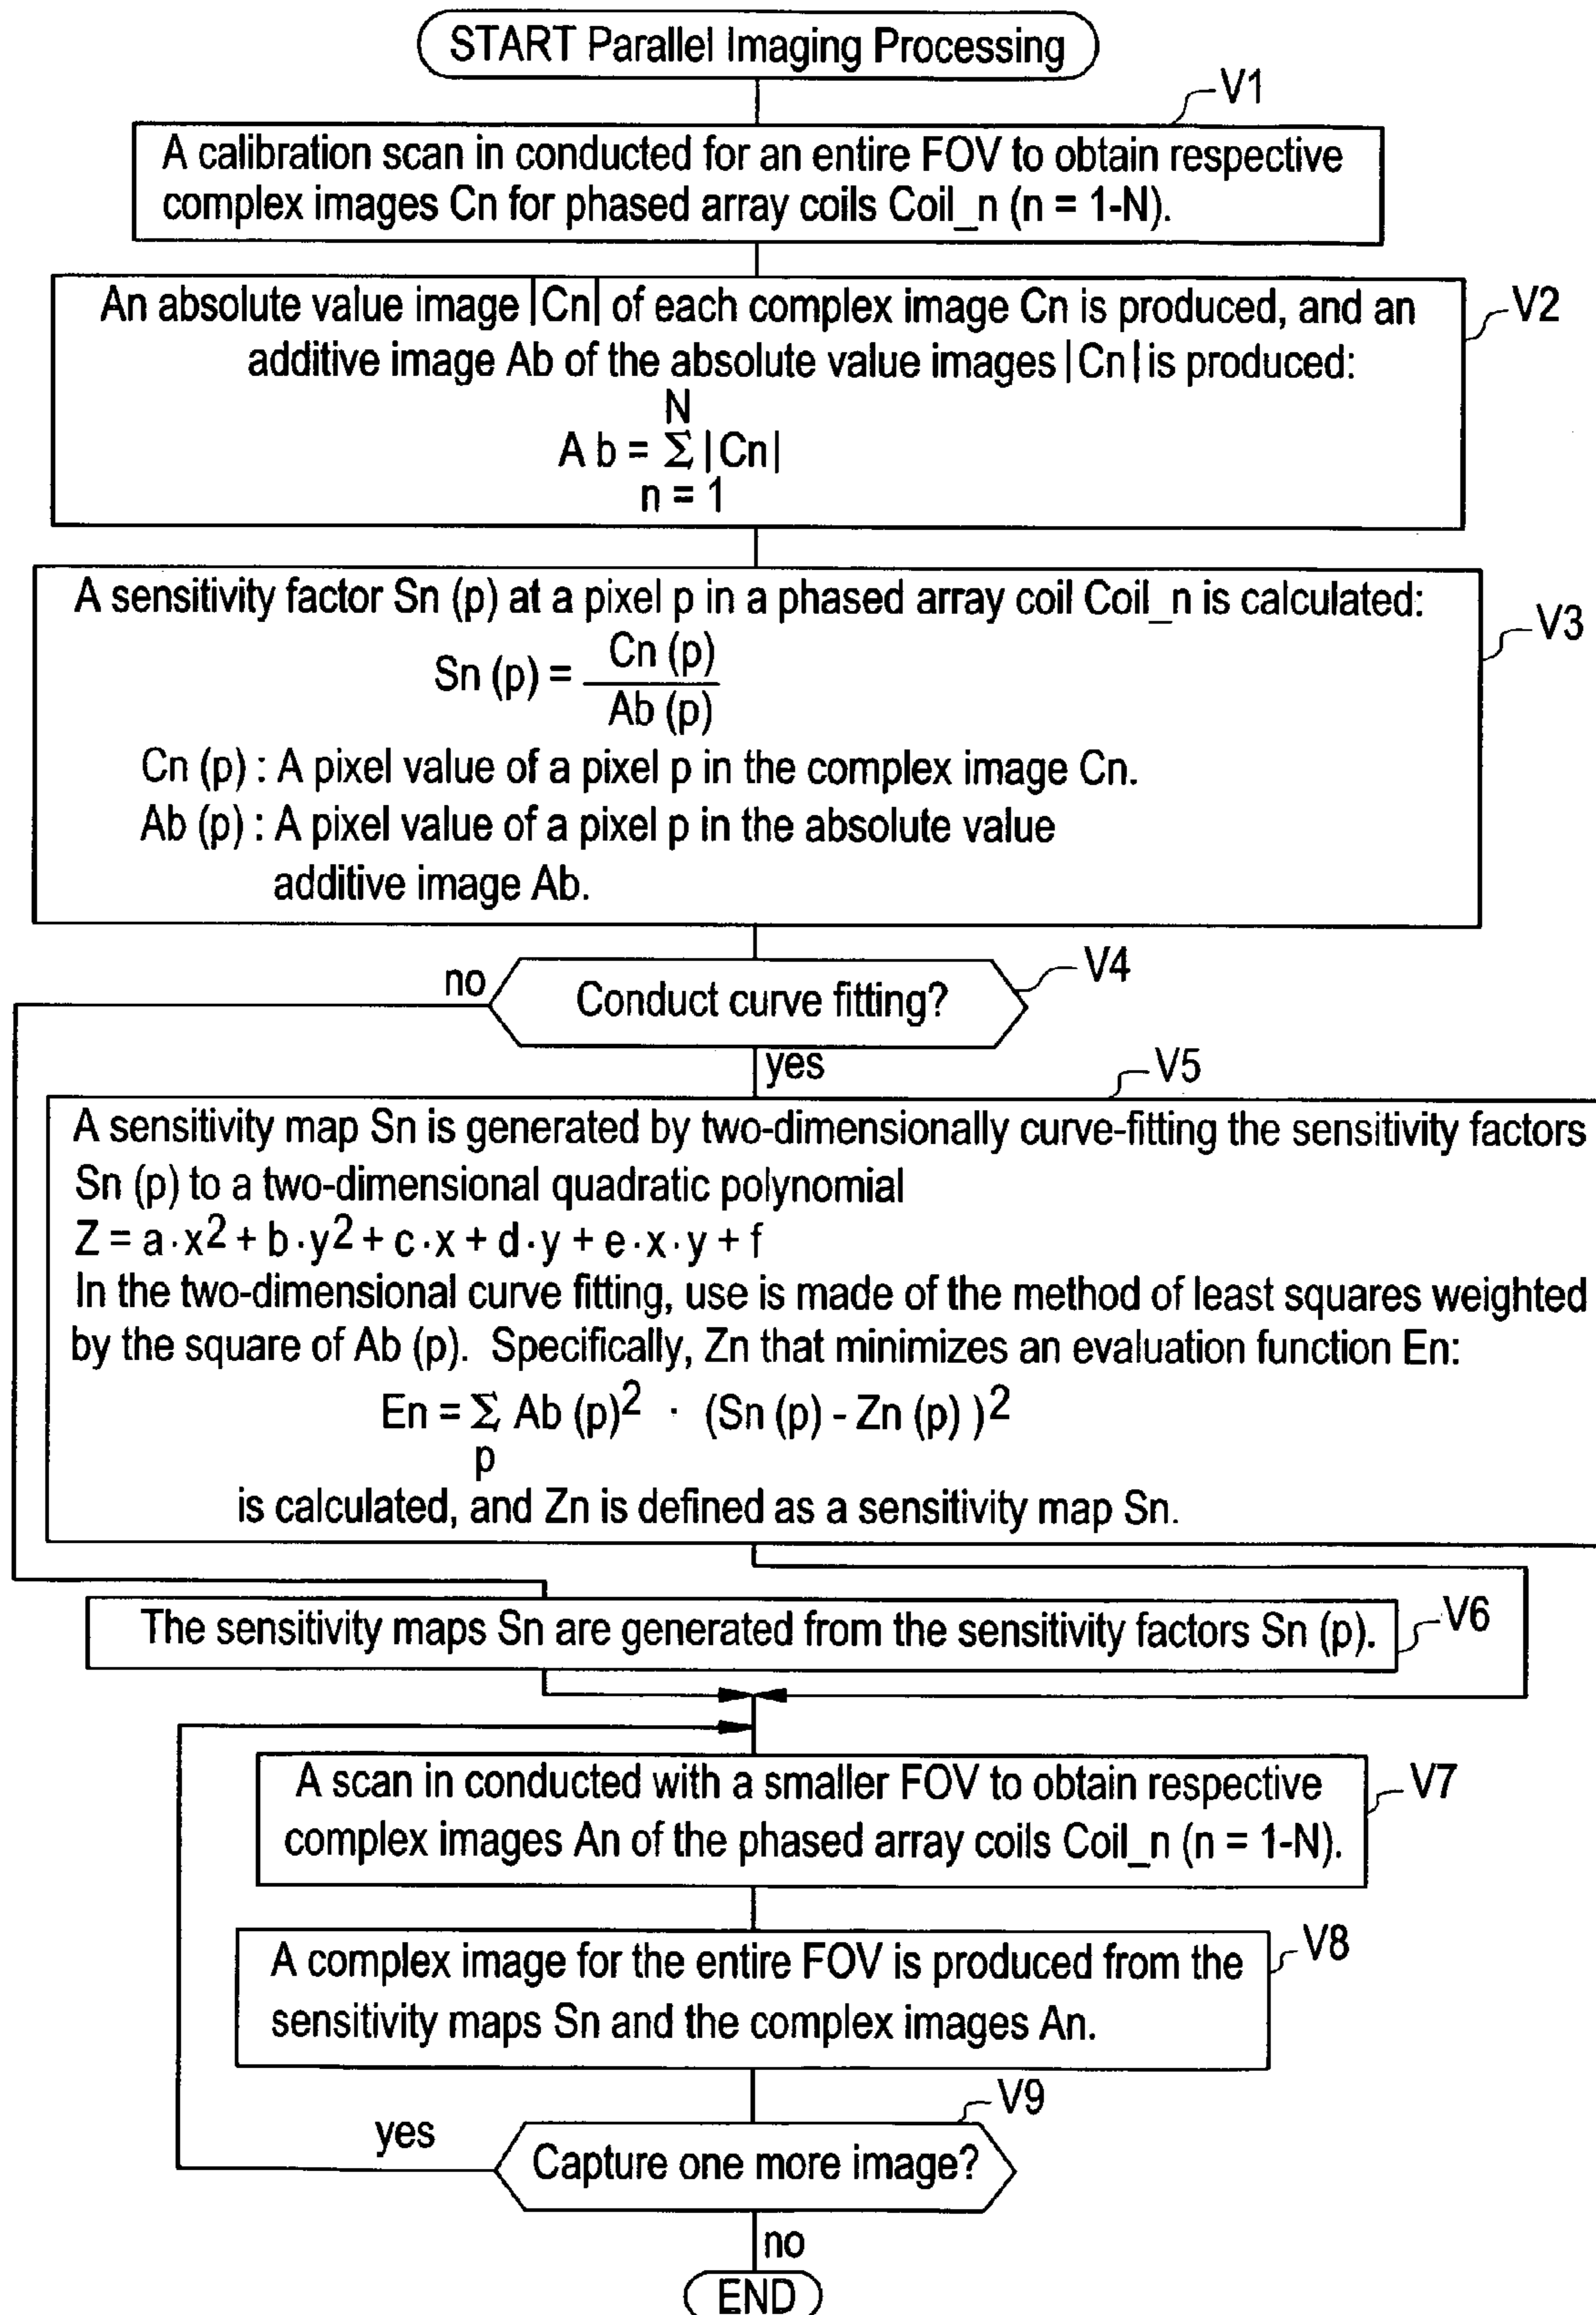 START Parallel Imaging Processing
V1
A calibration scan in conducted for an entire FOV to obtain respective
complex images Cn for phased array coils Coil_n (n = 1-N).
V2
An absolute value image |Cn| of each complex image Cn is produced, and an
additive image Ab of the absolute value images |Cn| is produced:
N
A b = Σ |Cn|
n = 1
V3
A sensitivity factor Sn (p) at a pixel p in a phased array coil Coil_n is calculated:
Cn (p)
Sn (p) =
Ab (p)
Cn (p) : A pixel value of a pixel p in the complex image Cn.
Ab (p) : A pixel value of a pixel p in the absolute value
additive image Ab.
V4
no
Conduct curve fitting?
yes
V5
A sensitivity map Sn is generated by two-dimensionally curve-fitting the sensitivity factors
Sn (p) to a two-dimensional quadratic polynomial
Z = a·x² + b·y² + c·x + d·y + e·x·y + f
In the two-dimensional curve fitting, use is made of the method of least squares weighted
by the square of Ab (p). Specifically, Zn that minimizes an evaluation function En:
En = Σ Ab (p)² · (Sn (p) - Zn (p) )²
p
is calculated, and Zn is defined as a sensitivity map Sn.
V6
The sensitivity maps Sn are generated from the sensitivity factors Sn (p).
V7
A scan in conducted with a smaller FOV to obtain respective
complex images An of the phased array coils Coil_n (n = 1-N).
V8
A complex image for the entire FOV is produced from the
sensitivity maps Sn and the complex images An.
V9
yes
Capture one more image?
no
END